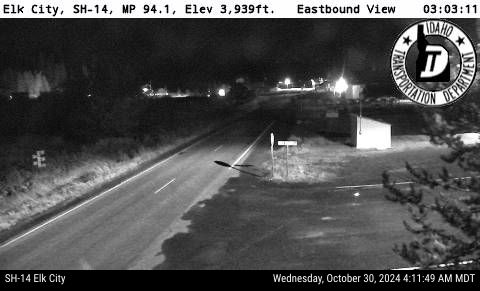 Elk City, SH-14, MP 94.1, Elev 3,939ft. Eastbound View 03:03:11
IDAHO
TRANSPORTATION DEPARTMENT
SH-14 Elk City Wednesday, October 30, 2024 4:11:49 AM MDT